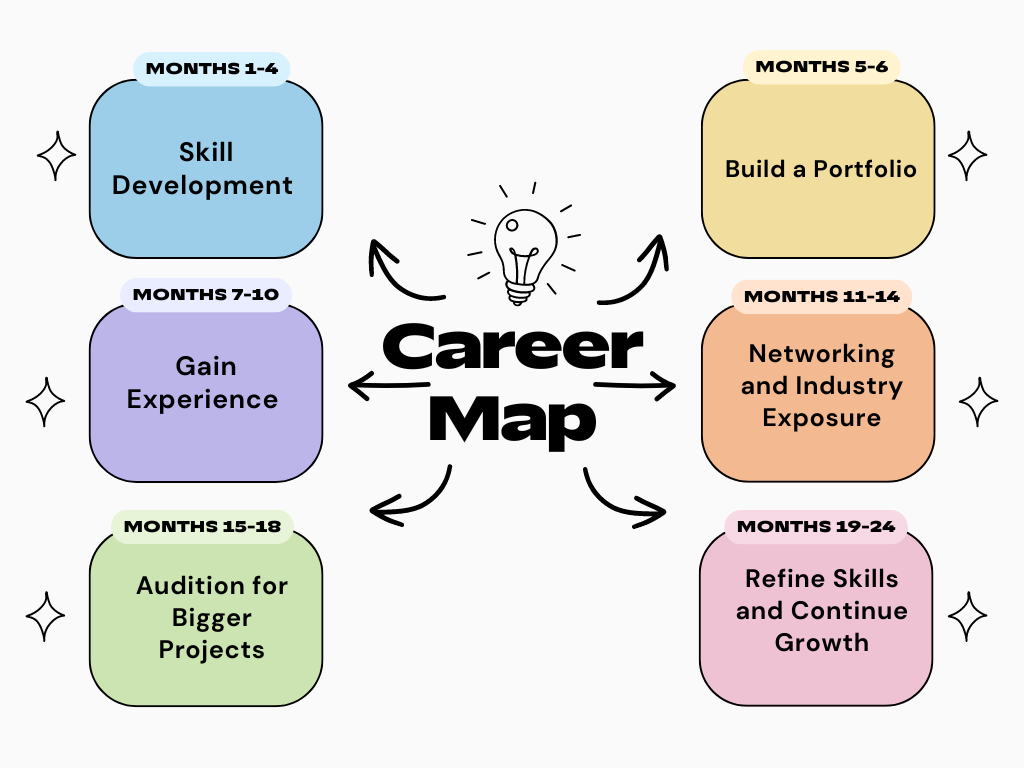 MONTHS 1-4
Skill
Development
MONTHS 5-6
Build a Portfolio
Career
Map
MONTHS 7-10
Gain
Experience
MONTHS 11-14
Networking
and Industry
Exposure
MONTHS 15-18
Audition for
Bigger
Projects
MONTHS 19-24
Refine Skills
and Continue
Growth